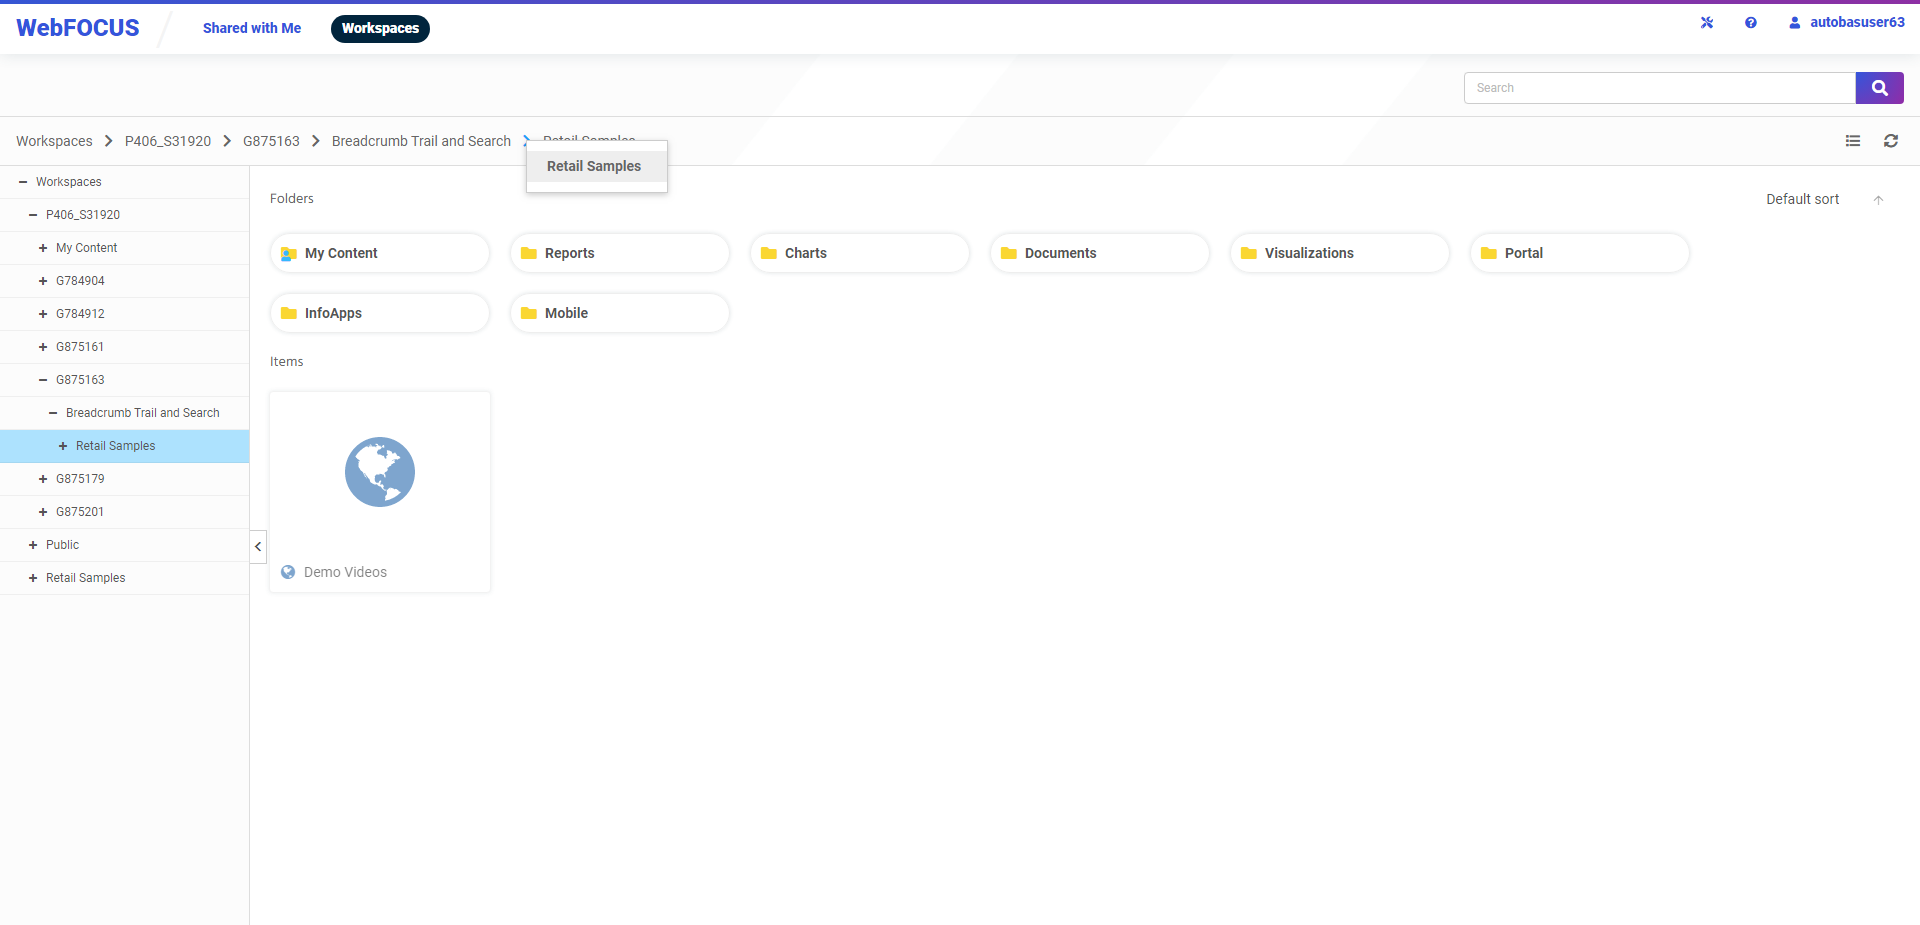 WebFOCUS
Shared with Me
Workspaces
autobasuser63
Search
Workspaces P406_S31920 G875163 Breadcrumb Trail and Search Retail Samples
Retail Samples
Workspaces
P406_S31920
My Content
G784904
G784912
G875161
G875163
Breadcrumb Trail and Search
Retail Samples
G875179
G875201
Public
Retail Samples
Folders
Default sort
My Content
Reports
Charts
Documents
Visualizations
Portal
InfoApps
Mobile
Items
Demo Videos